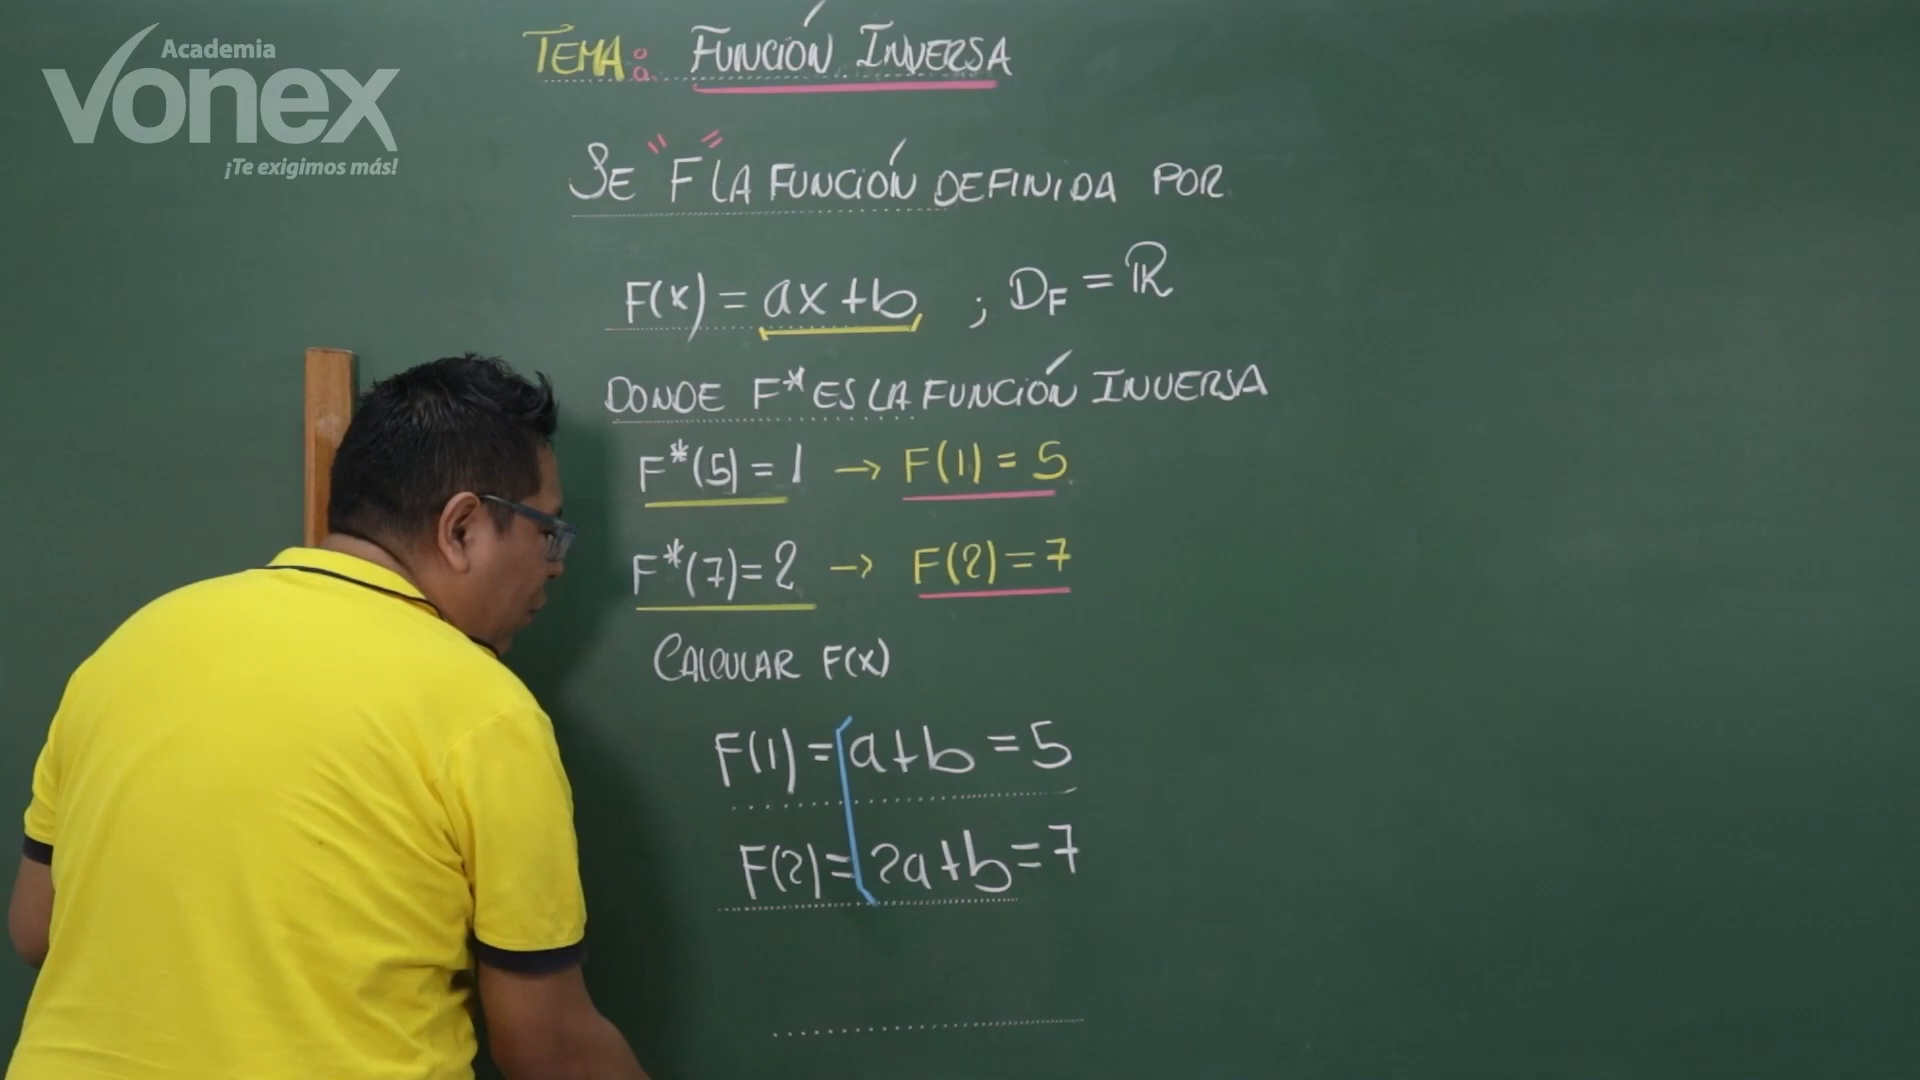 Academia
vonex
¡Te exigimos más!
TEMA: FUNCIÓN INVERSA
SE "F" LA FUNCIÓN DEFINIDA POR
F(x) = ax+b ; DF = ℝ
DONDE F* ES LA FUNCIÓN INVERSA
F*(5) = 1 → F(1) = 5
F*(7)=2 → F(2)=7
CALCULAR F(X)
F(1) = a+b = 5
F(2) = 2a+b=7